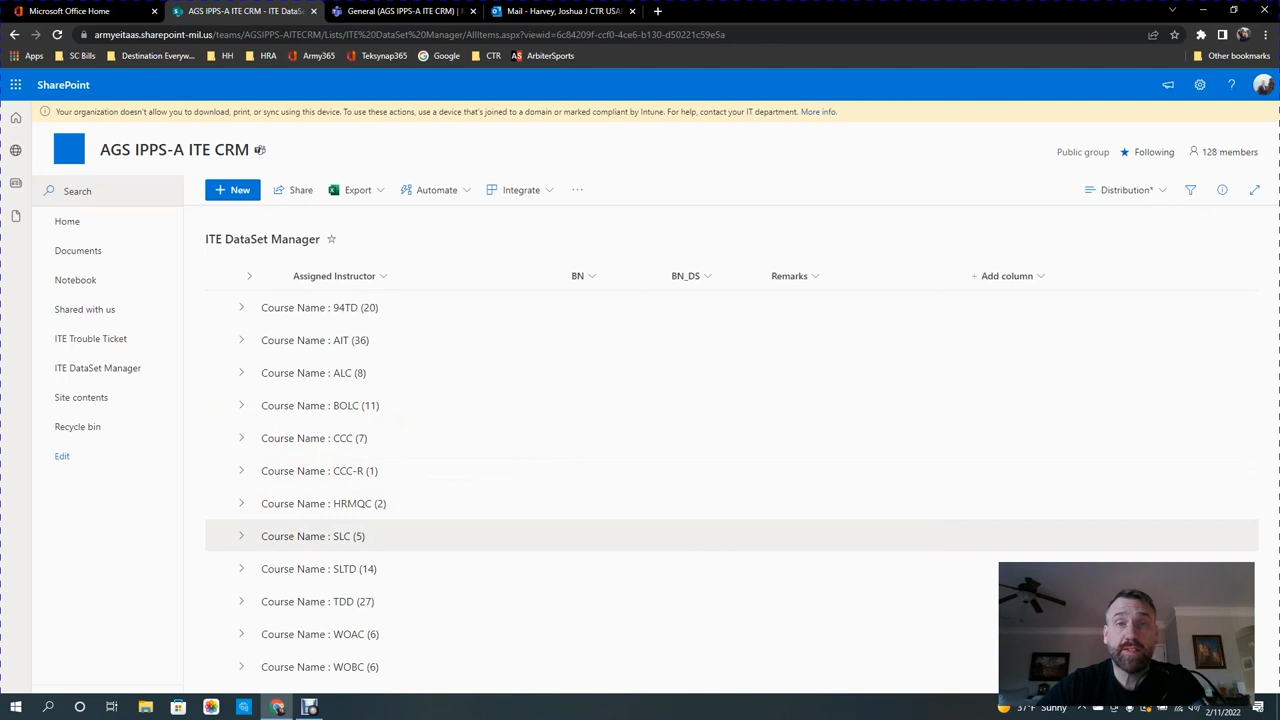 Microsoft Office Home
AGS IPPS-A ITE CRM - ITE DataSe
General (AGS IPPS-A ITE CRM) |
Mail - Harvey, Joshua J CTR USA
armyeitaas.sharepoint-mil.us/teams/AGSIPPS-AITECRM/Lists/ITE%20DataSet%20Manager/AllItems.aspx?viewid=6c84209f-ccf0-4ce6-b130-d50221c59e5a
Apps
SC Bills
Destination Everyw...
HH
HRA
Army365
Teksynap365
Google
CTR
ArbiterSports
Other bookmarks
SharePoint
Your organization doesn't allow you to download, print, or sync using this device. To use these actions, use a device that's joined to a domain or marked compliant by Intune. For help, contact your IT department. More info.
AGS IPPS-A ITE CRM
Public group
Following
128 members
Search
New
Share
Export
Automate
Integrate
Distribution*
Home
Documents
Notebook
Shared with us
ITE Trouble Ticket
ITE DataSet Manager
Site contents
Recycle bin
Edit
ITE DataSet Manager
Assigned Instructor
BN
BN_DS
Remarks
+ Add column
Course Name : 94TD (20)
Course Name : AIT (36)
Course Name : ALC (8)
Course Name : BOLC (11)
Course Name : CCC (7)
Course Name : CCC-R (1)
Course Name : HRMQC (2)
Course Name : SLC (5)
Course Name : SLTD (14)
Course Name : TDD (27)
Course Name : WOAC (6)
Course Name : WOBC (6)
37°F Sunny
2/11/2022